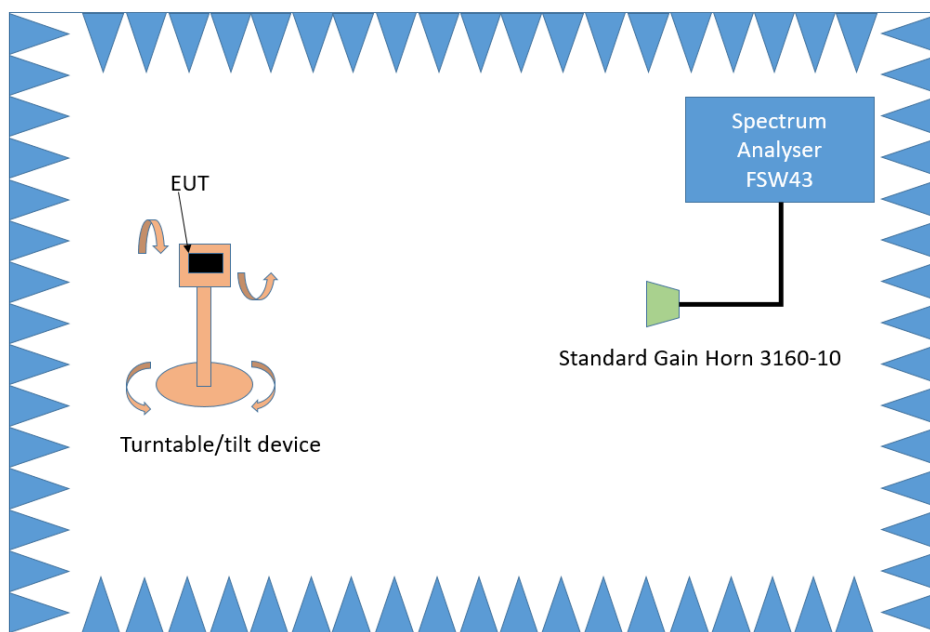 Spectrum
Analyser
FSW43
EUT
Standard Gain Horn 3160-10
Turntable/tilt device